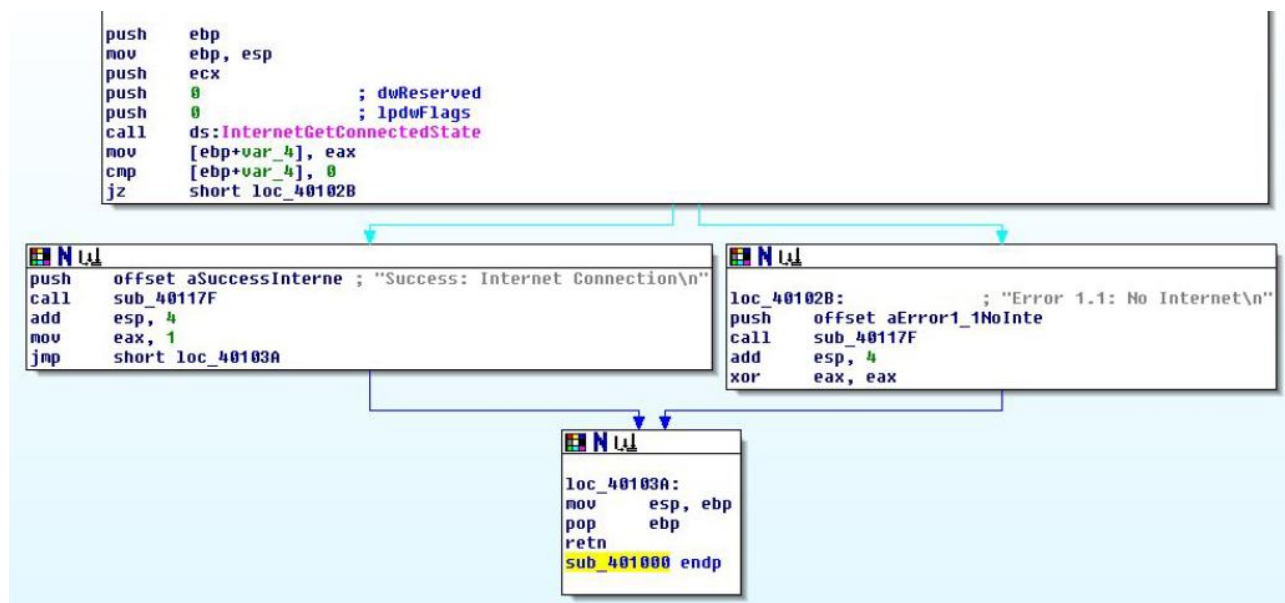 push ebp
mov ebp, esp
push ecx
push 0 ; dwReserved
push 0 ; lpdwFlags
call ds:InternetGetConnectedState
mov [ebp+var_4], eax
cmp [ebp+var_4], 0
jz short loc_40102B
N
push offset aSuccessInterne ; "Success: Internet Connection\n"
call sub_40117F
add esp, 4
mov eax, 1
jmp short loc_40103A
N
loc_40102B: ; "Error 1.1: No Internet\n"
push offset aError1_1NoInte
call sub_40117F
add esp, 4
xor eax, eax
N
loc_40103A:
mov esp, ebp
pop ebp
retn
sub_401000 endp